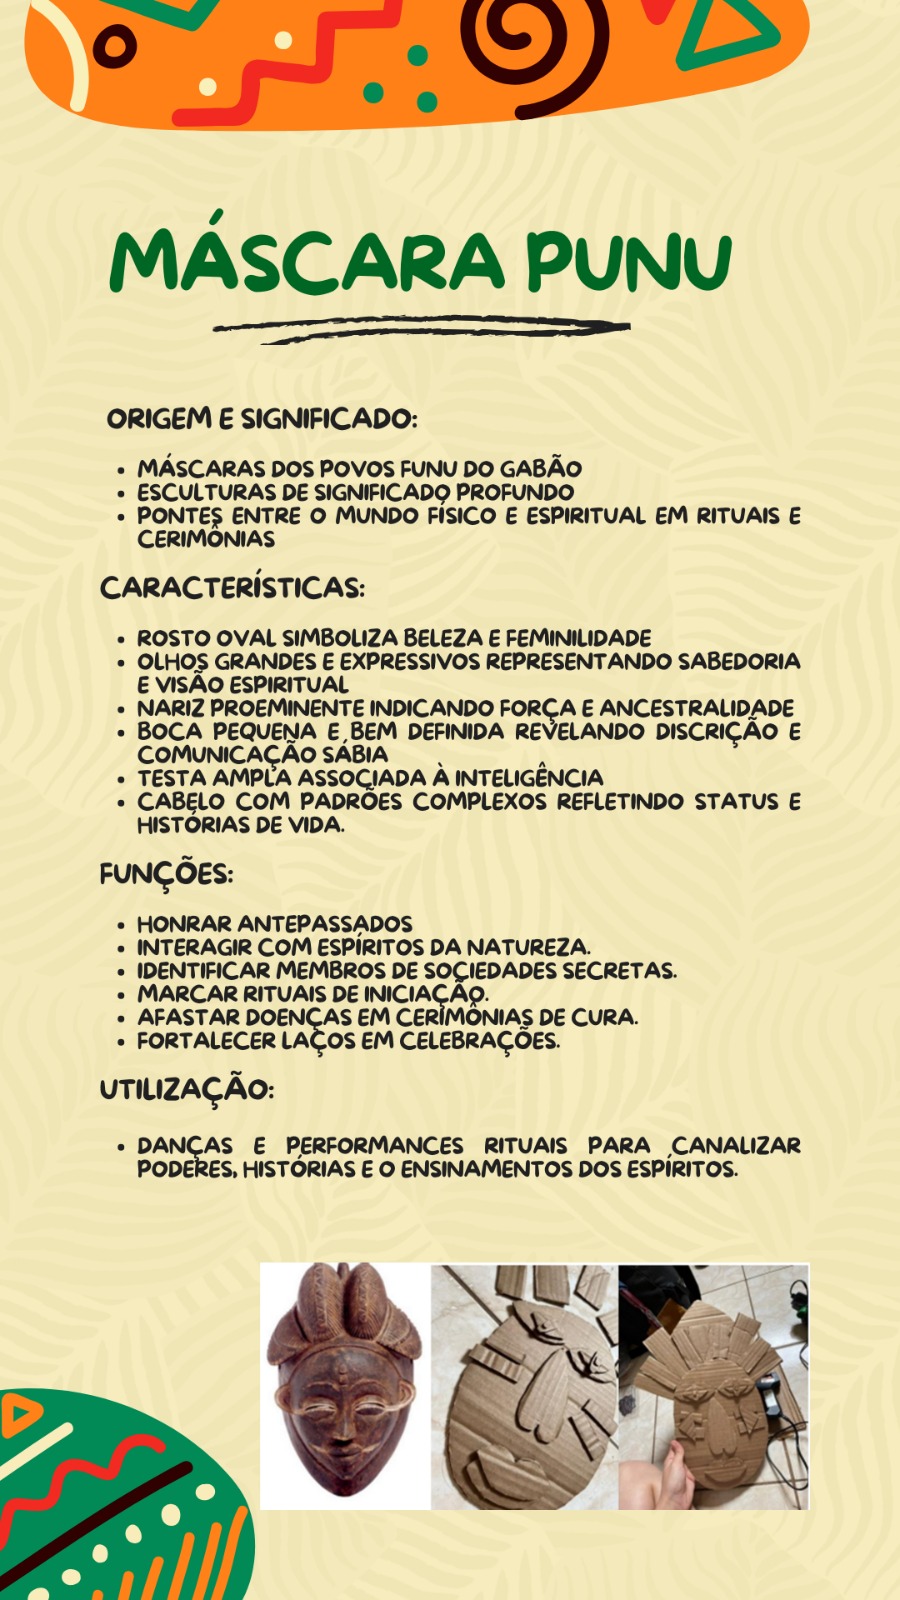 MÁSCARA PUNU
ORIGEM E SIGNIFICADO:
• MÁSCARAS DOS POVOS FUNU DO GABÃO
• ESCULTURAS DE SIGNIFICADO PROFUNDO
• PONTES ENTRE O MUNDO FÍSICO E ESPIRITUAL EM RITUAIS E
CERIMÔNIAS
CARACTERÍSTICAS:
• ROSTO OVAL SIMBOLIZA BELEZA E FEMINILIDADE
• OLHOS GRANDES E EXPRESSIVOS REPRESENTANDO SABEDORIA
E VISÃO ESPIRITUAL
• NARIZ PROEMINENTE INDICANDO FORÇA E ANCESTRALIDADE
• BOCA PEQUENA E BEM DEFINIDA REVELANDO DISCRIÇÃO E
COMUNICAÇÃO SÁBIA
• TESTA AMPLA ASSOCIADA À INTELIGÊNCIA
• CABELO COM PADRÕES COMPLEXOS REFLETINDO STATUS E
HISTÓRIAS DE VIDA.
FUNÇÕES:
• HONRAR ANTEPASSADOS
• INTERAGIR COM ESPÍRITOS DA NATUREZA.
• IDENTIFICAR MEMBROS DE SOCIEDADES SECRETAS.
• MARCAR RITUAIS DE INICIAÇÃO.
• AFASTAR DOENÇAS EM CERIMÔNIAS DE CURA.
• FORTALECER LAÇOS EM CELEBRAÇÕES.
UTILIZAÇÃO:
• DANÇAS E PERFORMANCES RITUAIS PARA CANALIZAR
PODERES, HISTÓRIAS E O ENSINAMENTOS DOS ESPÍRITOS.